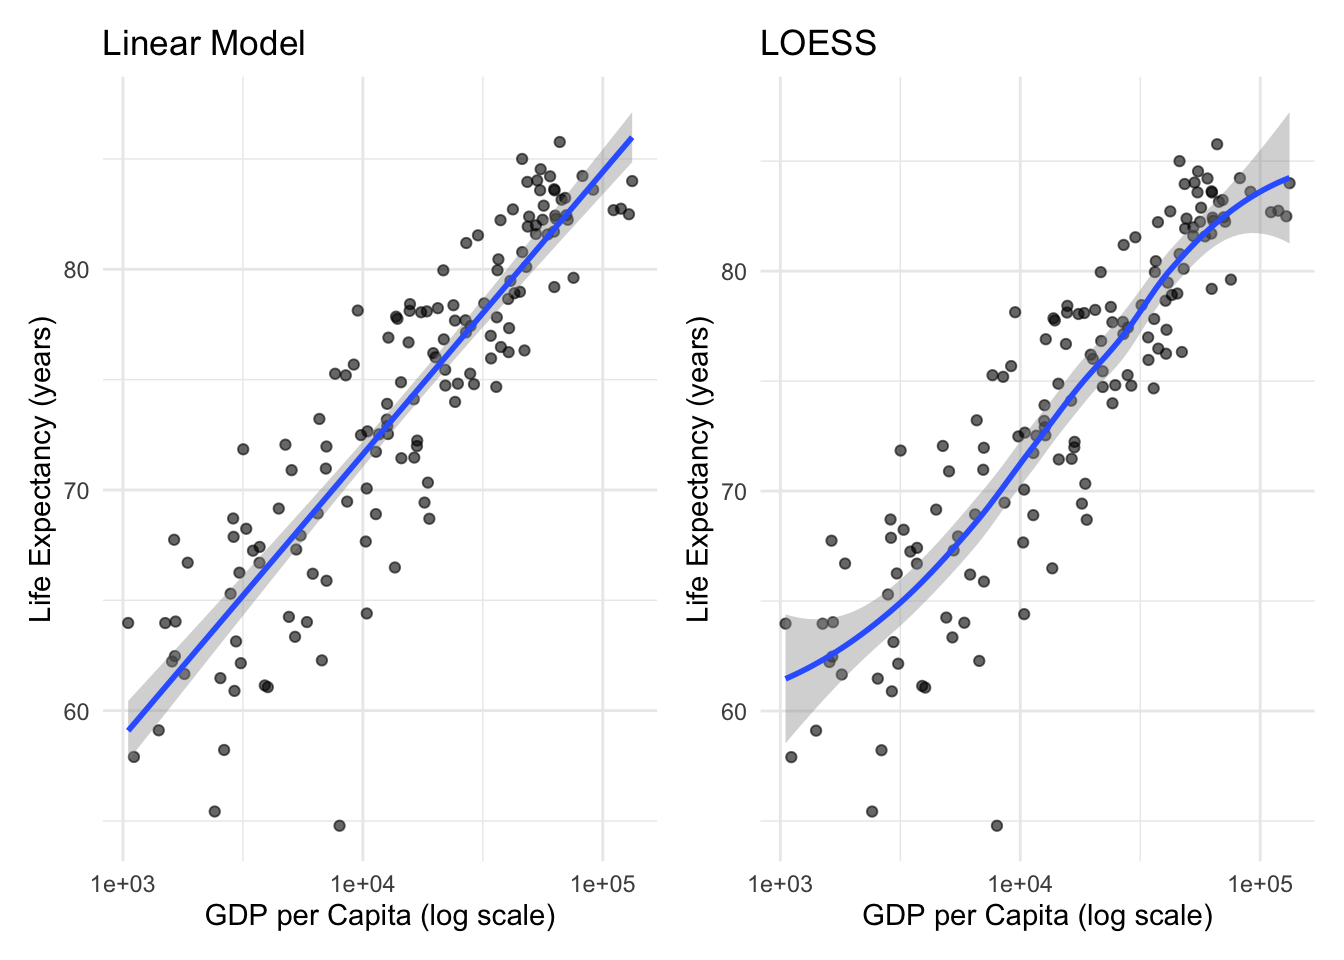 Linear Model
Life Expectancy (years)
80
70
60
1e+03 1e+04 1e+05
GDP per Capita (log scale)
LOESS
Life Expectancy (years)
80
70
60
1e+03 1e+04 1e+05
GDP per Capita (log scale)